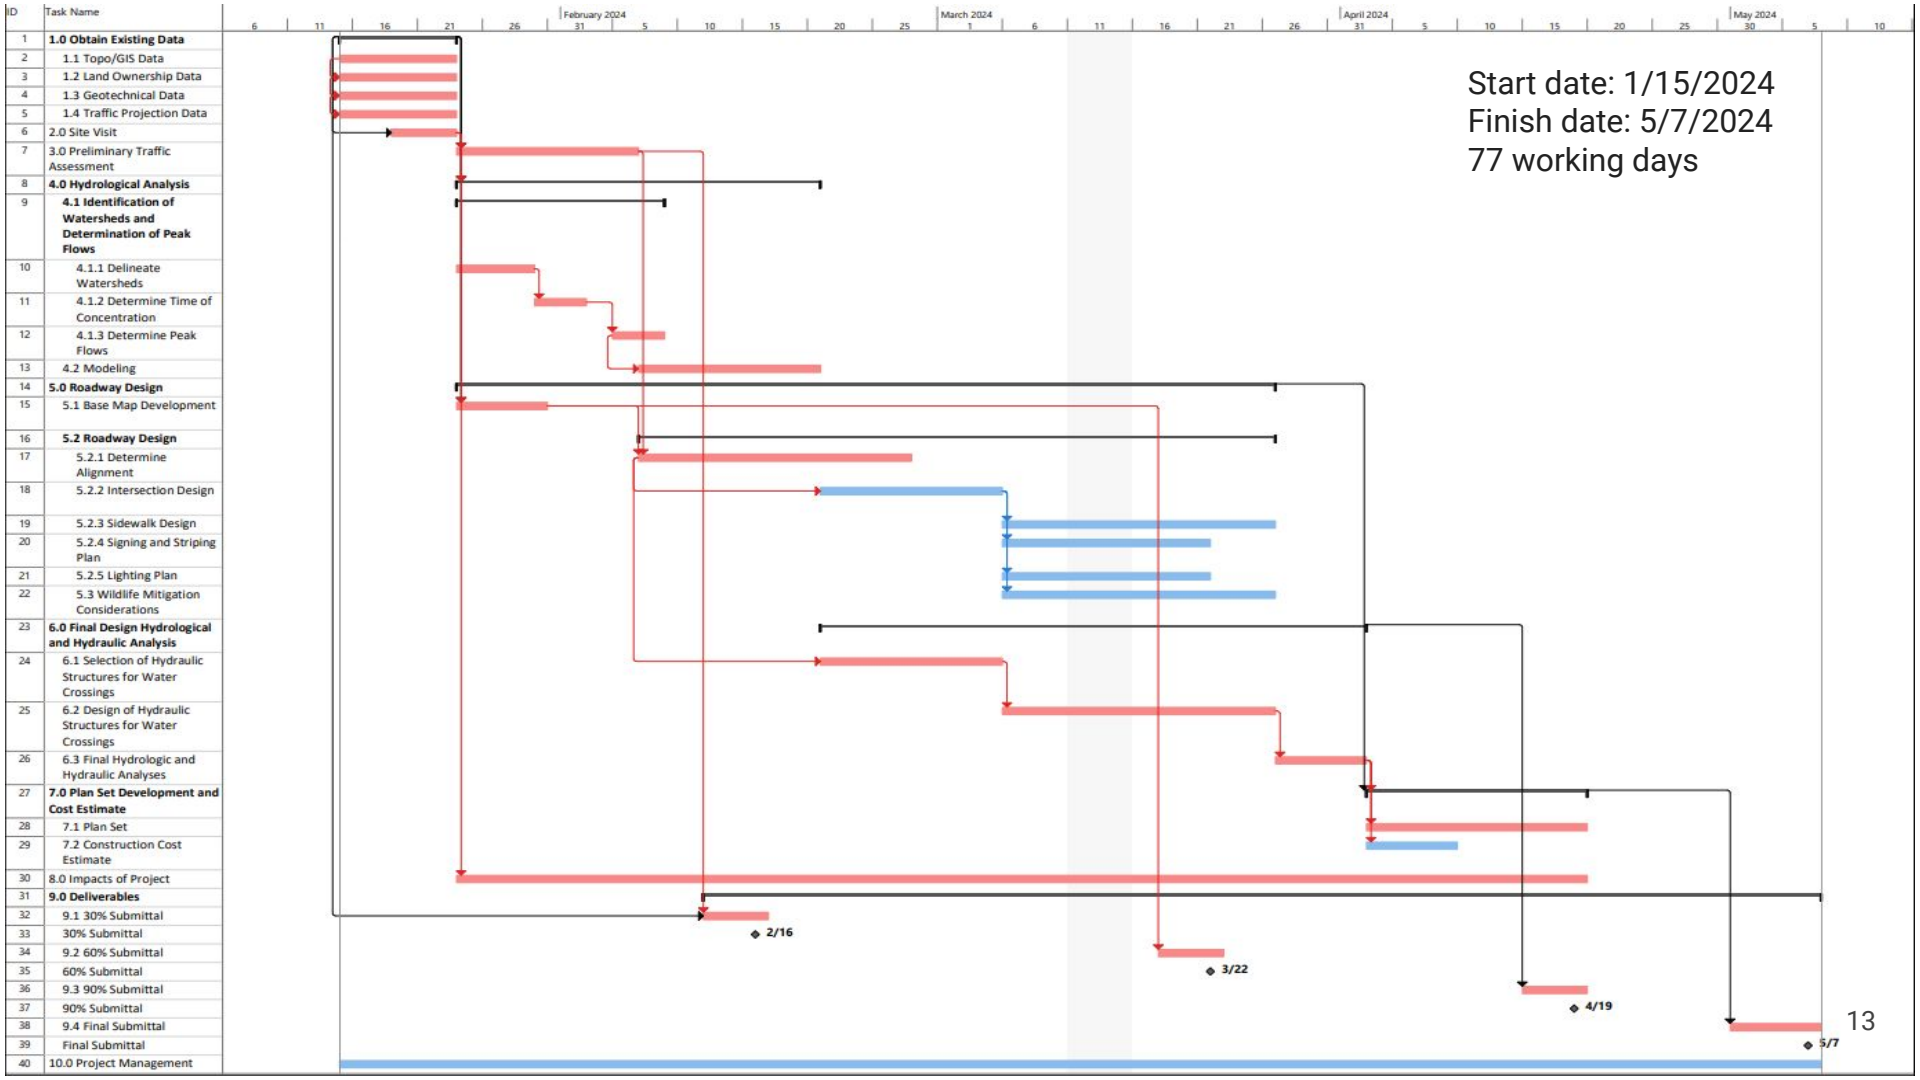 ID Task Name
February 2024 March 2024 April 2024 May 2024
6 11 16 21 26 31 5 10 15 20 25 1 6 11 16 21 26 31 5 10 15 20 25 30 5 10
1 1.0 Obtain Existing Data
2 1.1 Topo/GIS Data
3 1.2 Land Ownership Data
4 1.3 Geotechnical Data
5 1.4 Traffic Projection Data
6 2.0 Site Visit
7 3.0 Preliminary Traffic
Assessment
8 4.0 Hydrological Analysis
9 4.1 Identification of
Watersheds and
Determination of Peak
Flows
10 4.1.1 Delineate
Watersheds
11 4.1.2 Determine Time of
Concentration
12 4.1.3 Determine Peak
Flows
13 4.2 Modeling
14 5.0 Roadway Design
15 5.1 Base Map Development
16 5.2 Roadway Design
17 5.2.1 Determine
Alignment
18 5.2.2 Intersection Design
19 5.2.3 Sidewalk Design
20 5.2.4 Signing and Striping
Plan
21 5.2.5 Lighting Plan
22 5.3 Wildlife Mitigation
Considerations
23 6.0 Final Design Hydrological
and Hydraulic Analysis
24 6.1 Selection of Hydraulic
Structures for Water
Crossings
25 6.2 Design of Hydraulic
Structures for Water
Crossings
26 6.3 Final Hydrologic and
Hydraulic Analyses
27 7.0 Plan Set Development and
Cost Estimate
28 7.1 Plan Set
29 7.2 Construction Cost
Estimate
30 8.0 Impacts of Project
31 9.0 Deliverables
32 9.1 30% Submittal
33 30% Submittal 2/16
34 9.2 60% Submittal
35 60% Submittal 3/22
36 9.3 90% Submittal
37 90% Submittal 4/19
38 9.4 Final Submittal
39 Final Submittal 5/7
40 10.0 Project Management
Start date: 1/15/2024
Finish date: 5/7/2024
77 working days
13